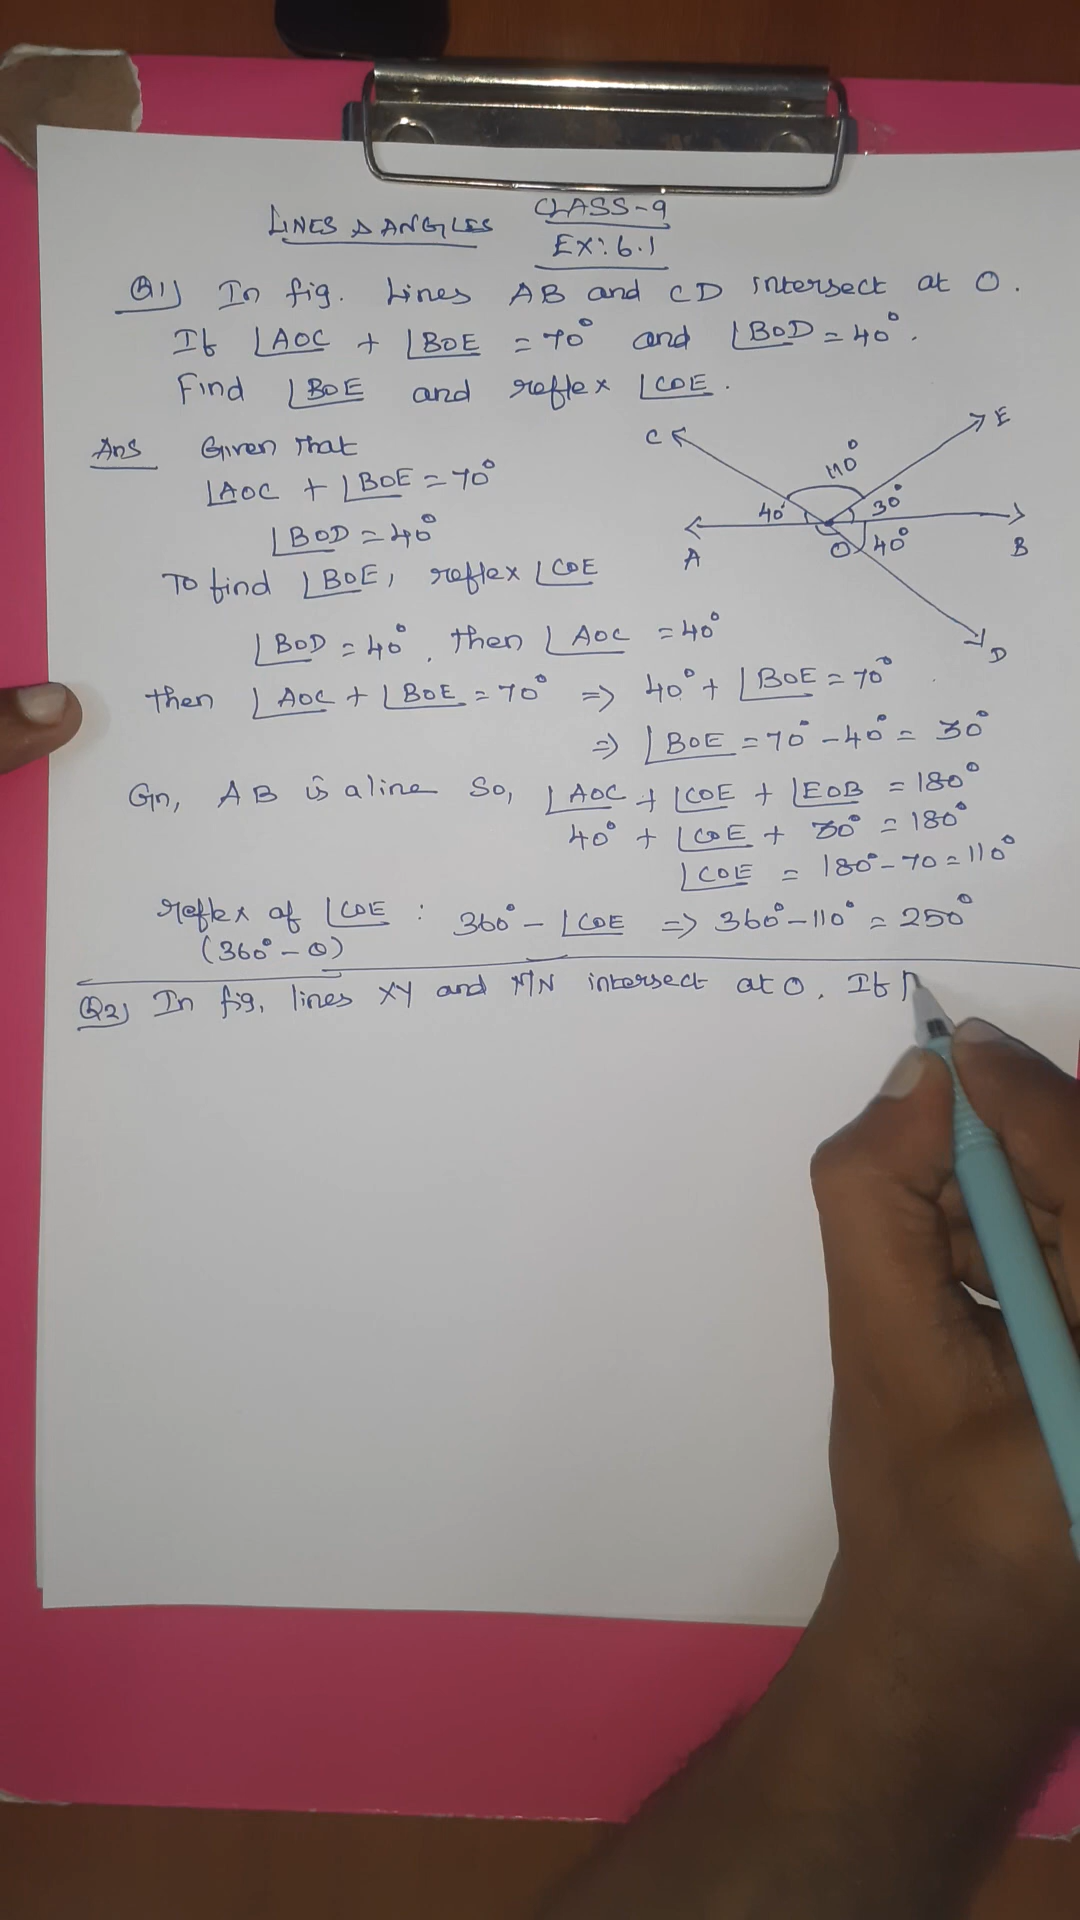 LINES & ANGLES CLASS-9
EX: 6.1
Q1) In fig. Lines AB and CD intersect at O.
If ∠AOC + ∠BOE = 70° and ∠BOD = 40°.
Find ∠BOE and reflex ∠COE.
Ans Given that
∠AOC + ∠BOE = 70°
∠BOD = 40°
To find ∠BOE, reflex ∠COE
C
E
110°
40°
30°
A
O
40°
B
D
∠BOD = 40°, then ∠AOC = 40°
then ∠AOC + ∠BOE = 70° => 40° + ∠BOE = 70°
=> ∠BOE = 70° - 40° = 30°
Gn, AB is a line So, ∠AOC + ∠COE + ∠EOB = 180°
40° + ∠COE + 30° = 180°
∠COE = 180° - 70 = 110°
reflex of ∠COE : 360° - ∠COE => 360° - 110° = 250°
(360° - θ)
Q2) In fig, lines XY and MN intersect at O. If